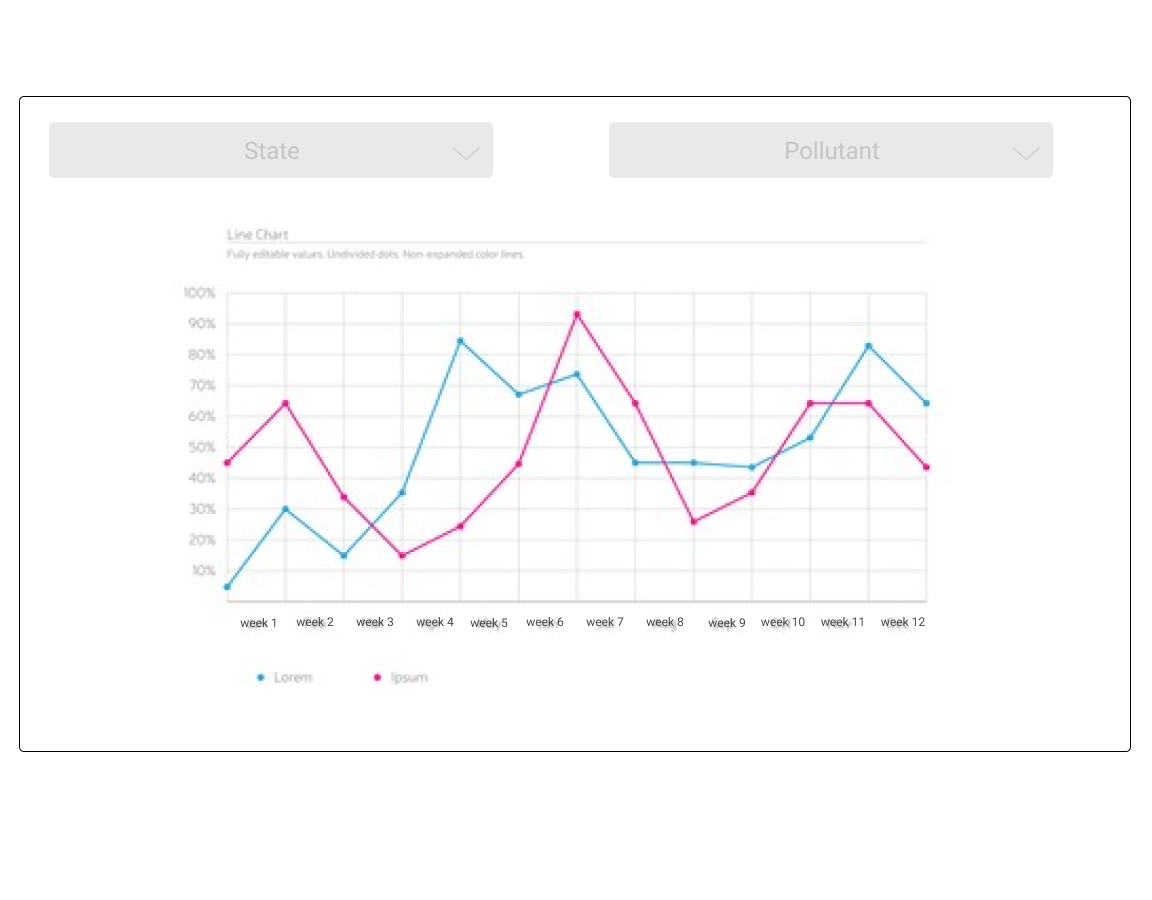 State
Pollutant
Line Chart
Fully editable values. Undivided dots. Non-expanded color lines.
100%
90%
80%
70%
60%
50%
40%
30%
20%
10%
week 1 week 2 week 3 week 4 week 5 week 6 week 7 week 8 week 9 week 10 week 11 week 12
Lorem Ipsum